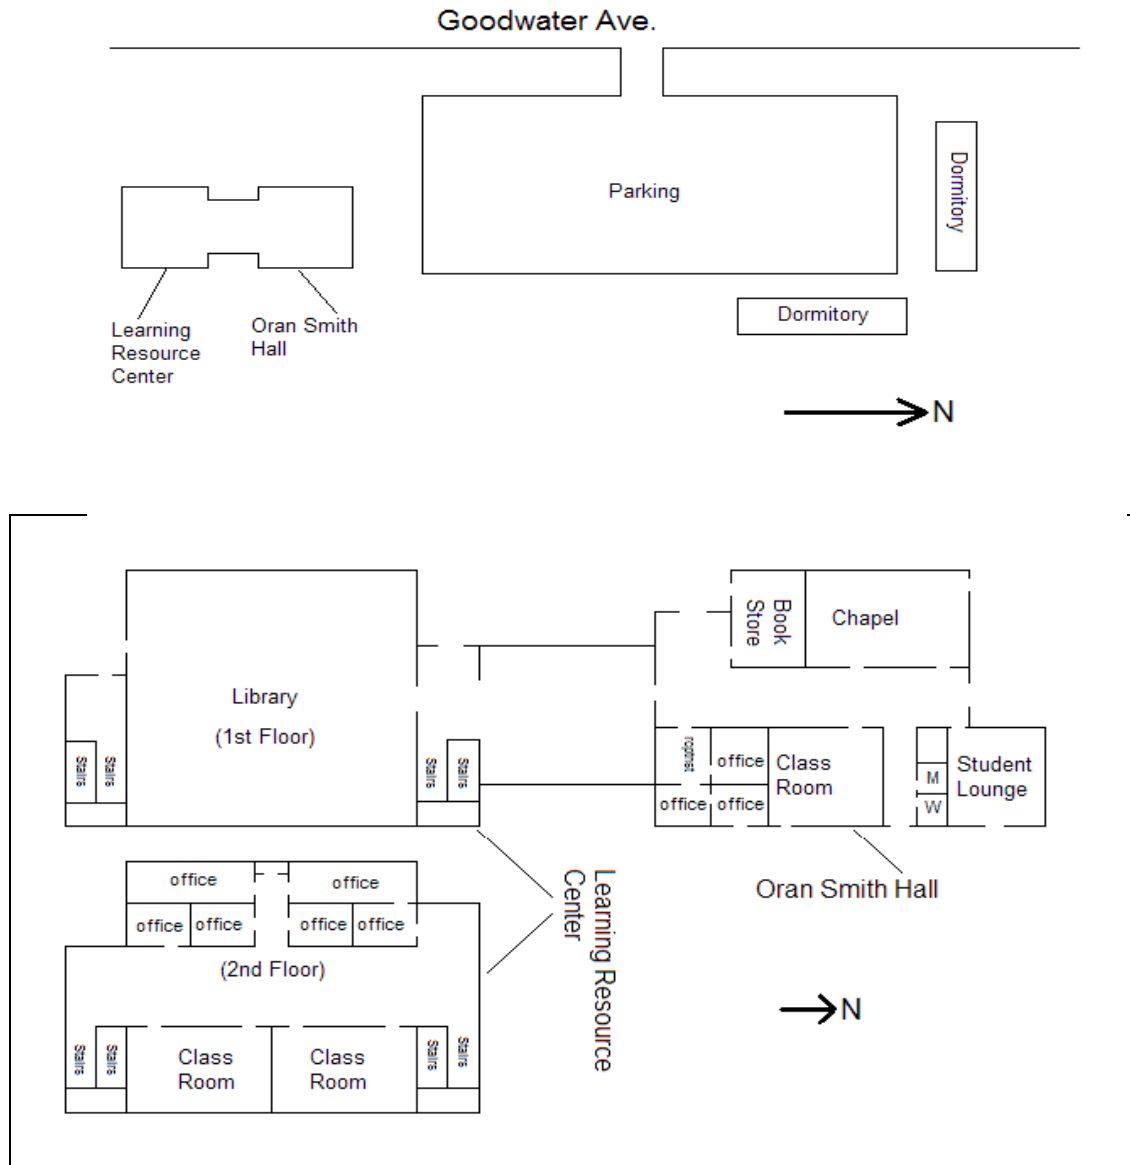 Goodwater Ave.
Parking
Dormitory
Dormitory
Learning
Resource
Center
Oran Smith
Hall
N
Book
Store
Chapel
Library
(1st Floor)
Stairs
Stairs
Stairs
Stairs
office
office
office
Class
Room
M
W
Student
Lounge
Oran Smith Hall
Learning Resource
Center
office
office
office
office
office
office
(2nd Floor)
N
Stairs
Stairs
Class
Room
Class
Room
Stairs
Stairs